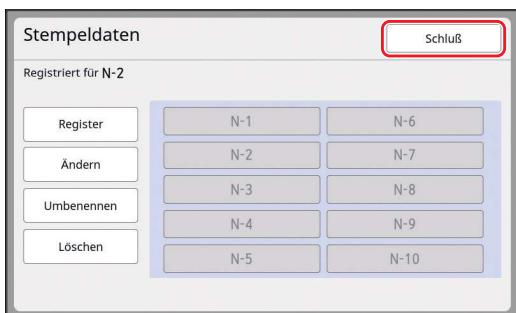 Stempeldaten
Schluß
Registriert für N-2
Register
N-1
N-6
Ändern
N-2
N-7
Umbenennen
N-3
N-8
Löschen
N-4
N-9
N-5
N-10